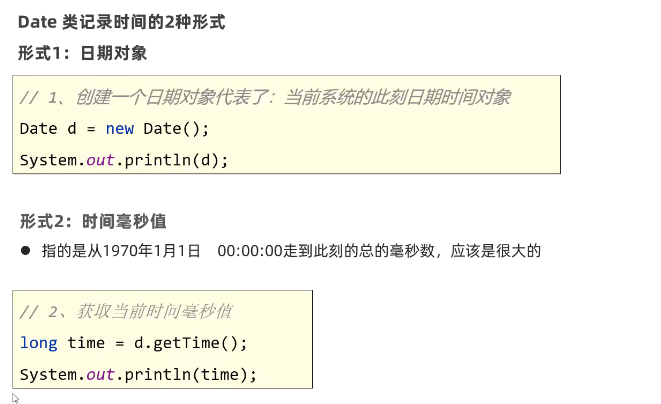 Date 类记录时间的2种形式
形式1：日期对象
// 1、创建一个日期对象代表了：当前系统的此刻日期时间对象
Date d = new Date();
System.out.println(d);
形式2：时间毫秒值
● 指的是从1970年1月1日 00:00:00走到此刻的总的毫秒数，应该是很大的
// 2、获取当前时间毫秒值
long time = d.getTime();
System.out.println(time);